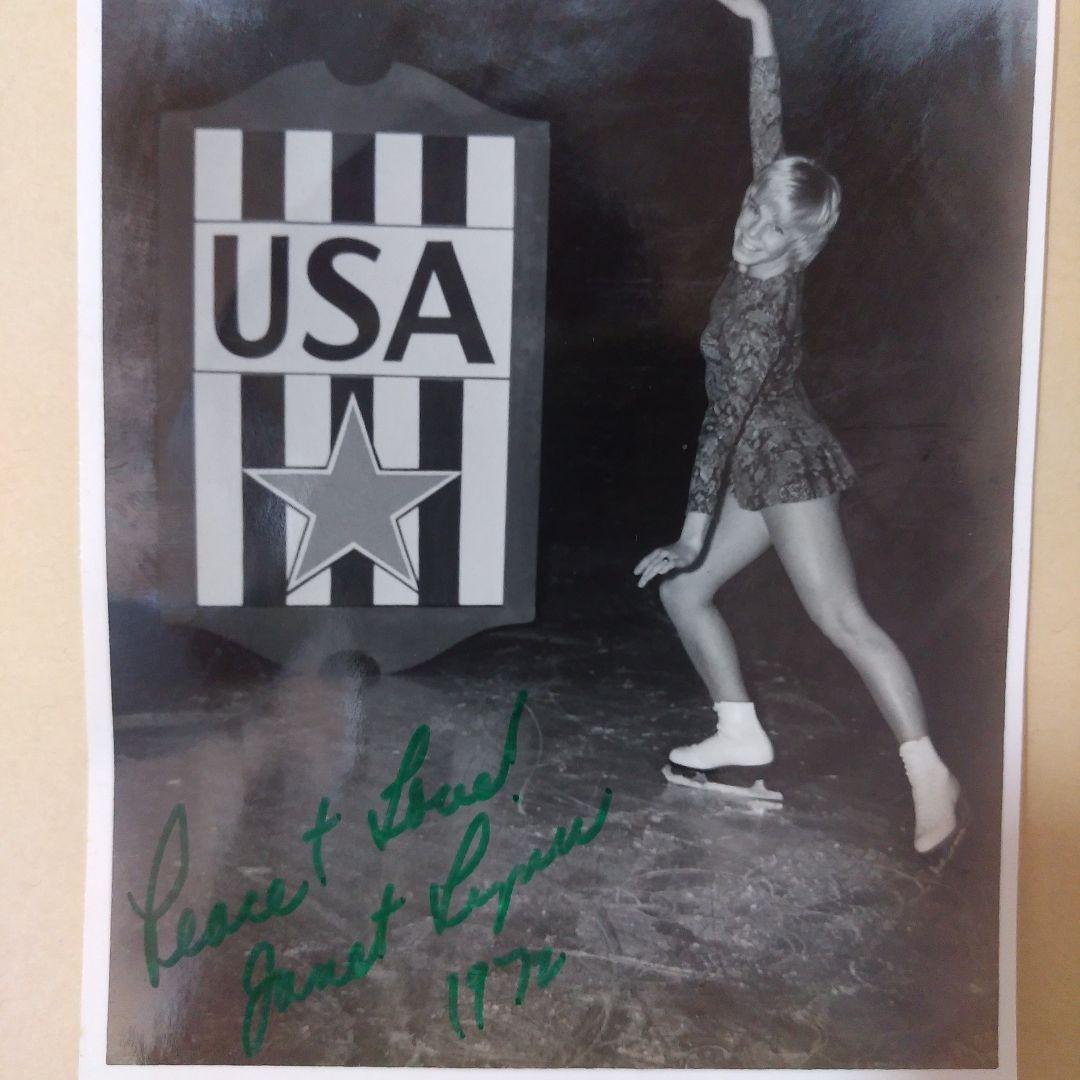 USA
Peace + Love!
Janet Lynn
1972